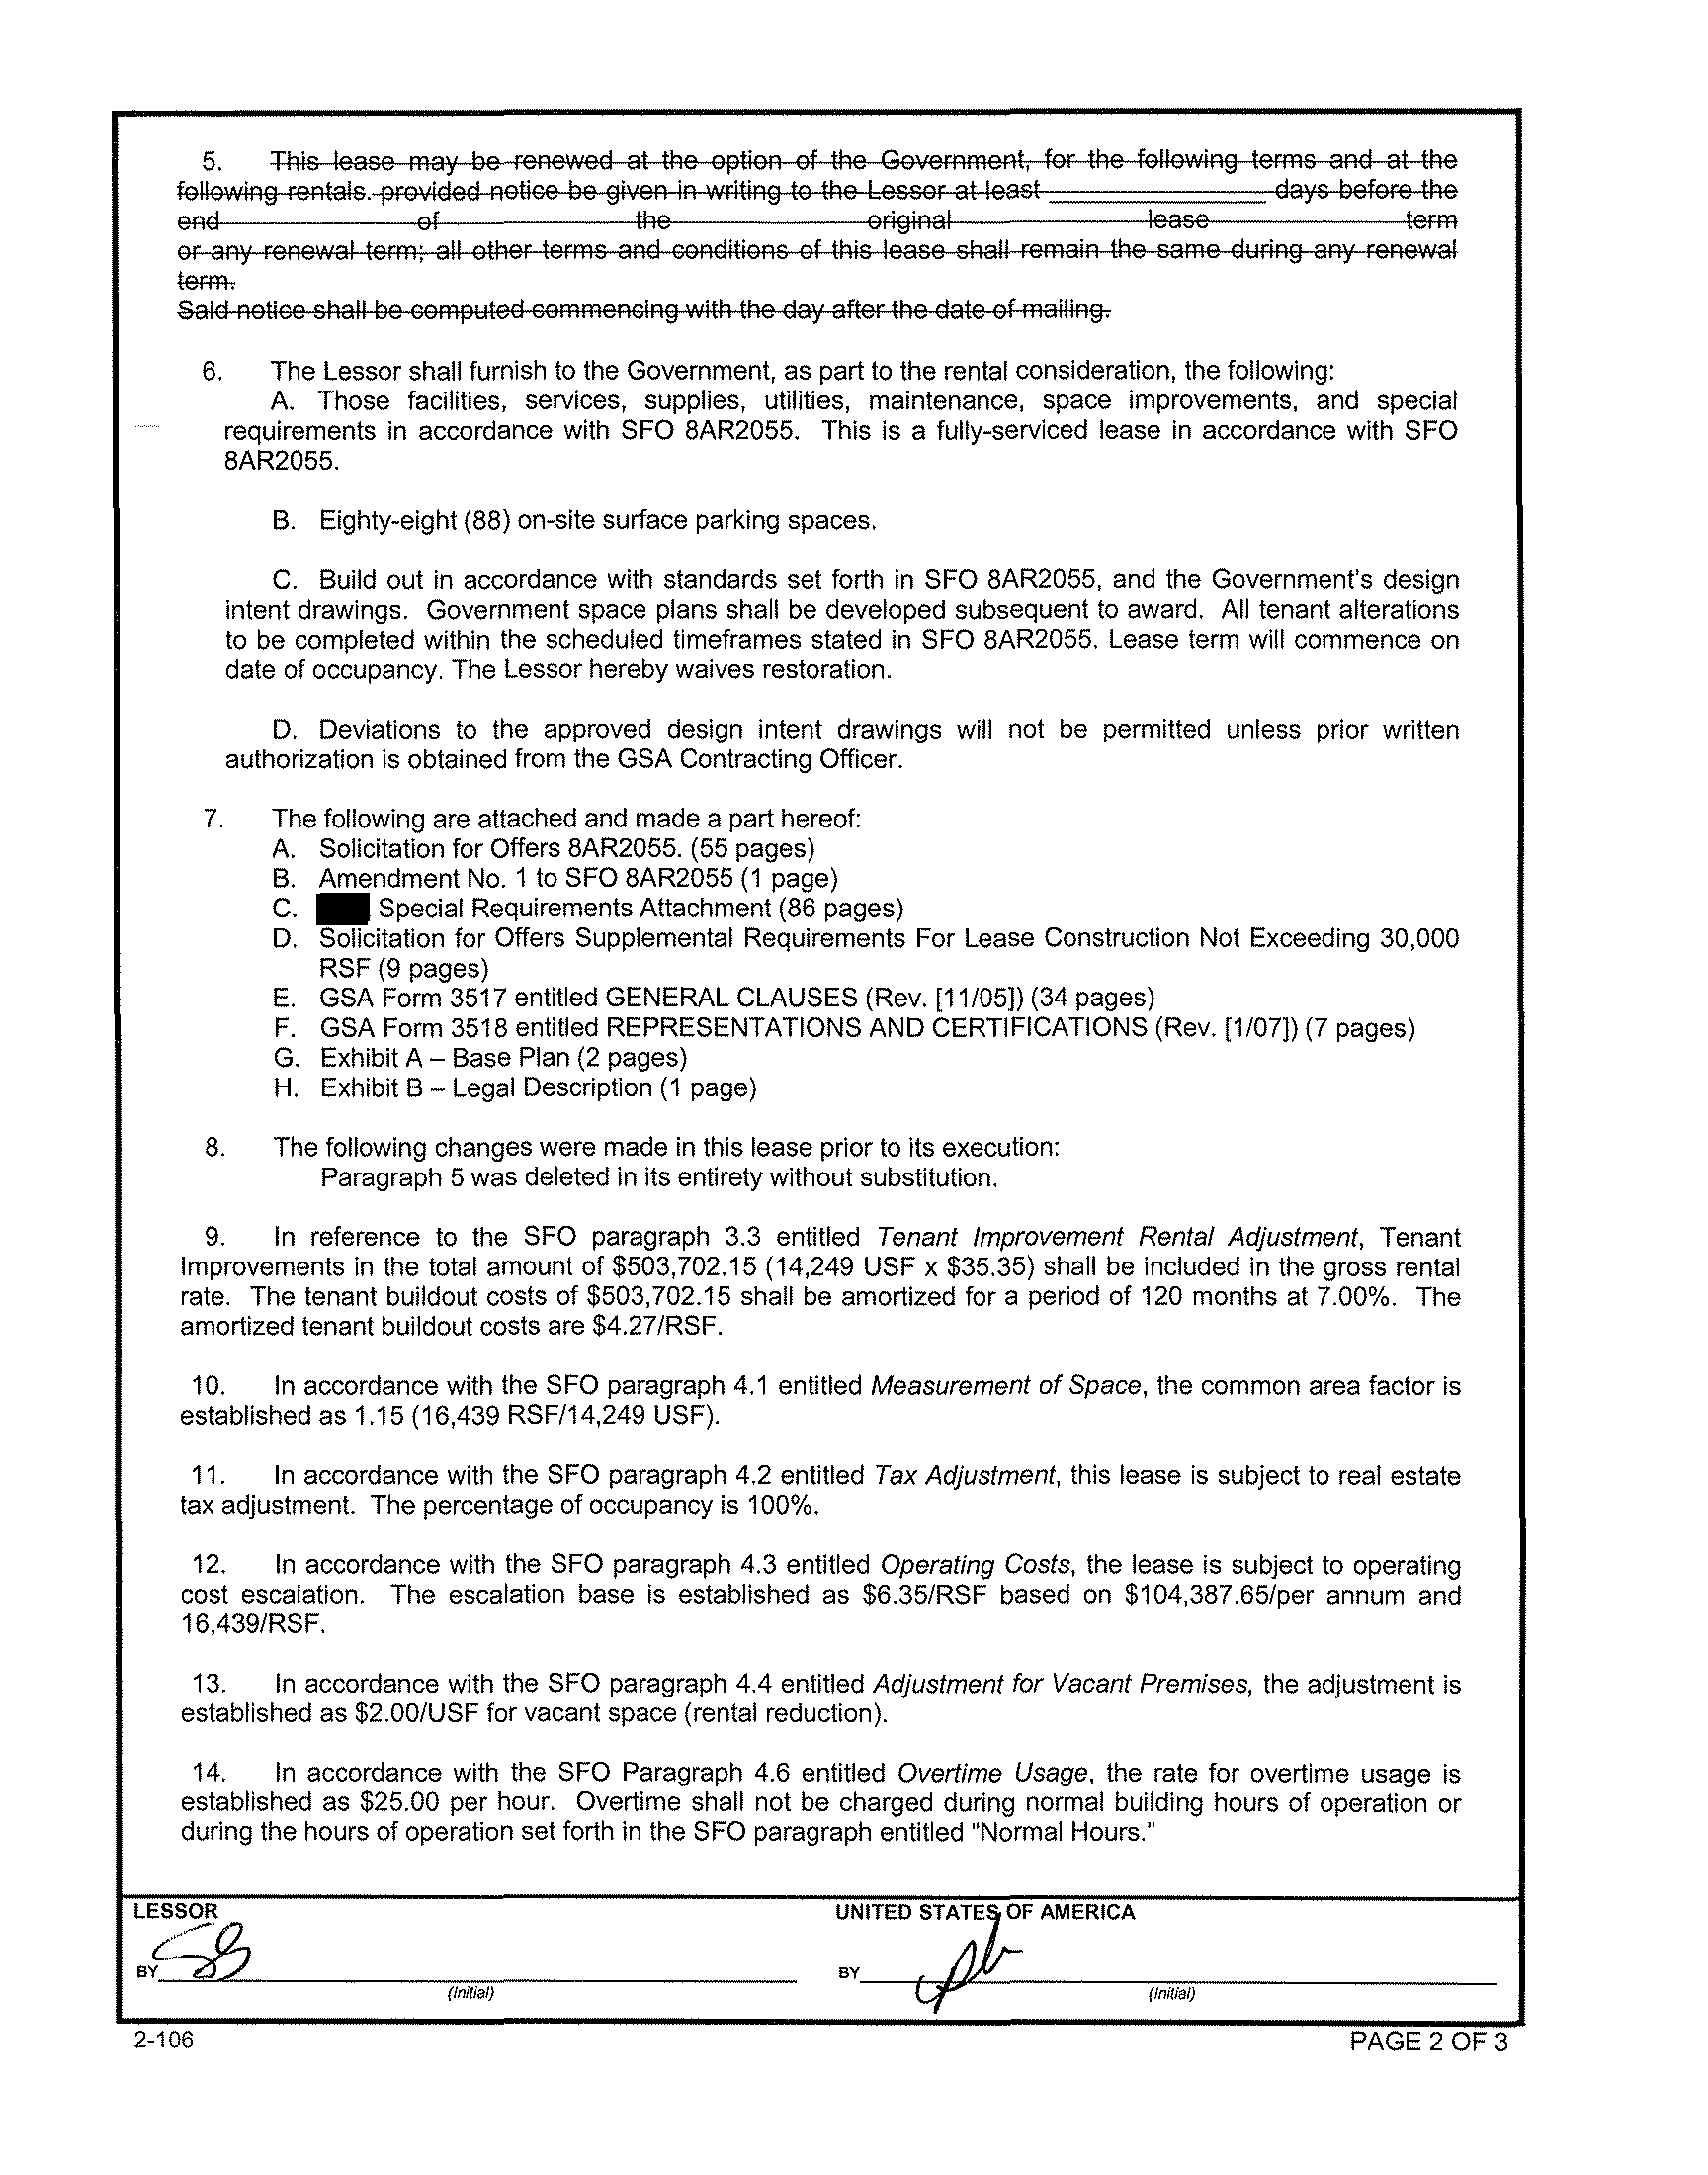 5. This lease may be renewed at the option of the Government, for the following terms and at the
following rentals. provided notice be given in writing to the Lessor at least ________________ days before the
end of the original lease term
or any renewal term; all other terms and conditions of this lease shall remain the same during any renewal
term.
Said notice shall be computed commencing with the day after the date of mailing.
6. The Lessor shall furnish to the Government, as part to the rental consideration, the following:
A. Those facilities, services, supplies, utilities, maintenance, space improvements, and special
requirements in accordance with SFO 8AR2055. This is a fully-serviced lease in accordance with SFO
8AR2055.
B. Eighty-eight (88) on-site surface parking spaces.
C. Build out in accordance with standards set forth in SFO 8AR2055, and the Government's design
intent drawings. Government space plans shall be developed subsequent to award. All tenant alterations
to be completed within the scheduled timeframes stated in SFO 8AR2055. Lease term will commence on
date of occupancy. The Lessor hereby waives restoration.
D. Deviations to the approved design intent drawings will not be permitted unless prior written
authorization is obtained from the GSA Contracting Officer.
7. The following are attached and made a part hereof:
A. Solicitation for Offers 8AR2055. (55 pages)
B. Amendment No. 1 to SFO 8AR2055 (1 page)
C. Special Requirements Attachment (86 pages)
D. Solicitation for Offers Supplemental Requirements For Lease Construction Not Exceeding 30,000
RSF (9 pages)
E. GSA Form 3517 entitled GENERAL CLAUSES (Rev. [11/05]) (34 pages)
F. GSA Form 3518 entitled REPRESENTATIONS AND CERTIFICATIONS (Rev. [1/07]) (7 pages)
G. Exhibit A – Base Plan (2 pages)
H. Exhibit B – Legal Description (1 page)
8. The following changes were made in this lease prior to its execution:
Paragraph 5 was deleted in its entirety without substitution.
9. In reference to the SFO paragraph 3.3 entitled Tenant Improvement Rental Adjustment, Tenant
Improvements in the total amount of $503,702.15 (14,249 USF x $35.35) shall be included in the gross rental
rate. The tenant buildout costs of $503,702.15 shall be amortized for a period of 120 months at 7.00%. The
amortized tenant buildout costs are $4.27/RSF.
10. In accordance with the SFO paragraph 4.1 entitled Measurement of Space, the common area factor is
established as 1.15 (16,439 RSF/14,249 USF).
11. In accordance with the SFO paragraph 4.2 entitled Tax Adjustment, this lease is subject to real estate
tax adjustment. The percentage of occupancy is 100%.
12. In accordance with the SFO paragraph 4.3 entitled Operating Costs, the lease is subject to operating
cost escalation. The escalation base is established as $6.35/RSF based on $104,387.65/per annum and
16,439/RSF.
13. In accordance with the SFO paragraph 4.4 entitled Adjustment for Vacant Premises, the adjustment is
established as $2.00/USF for vacant space (rental reduction).
14. In accordance with the SFO Paragraph 4.6 entitled Overtime Usage, the rate for overtime usage is
established as $25.00 per hour. Overtime shall not be charged during normal building hours of operation or
during the hours of operation set forth in the SFO paragraph entitled "Normal Hours."
LESSOR
BY
(Initial)
UNITED STATES OF AMERICA
BY
(Initial)
2-106
PAGE 2 OF 3